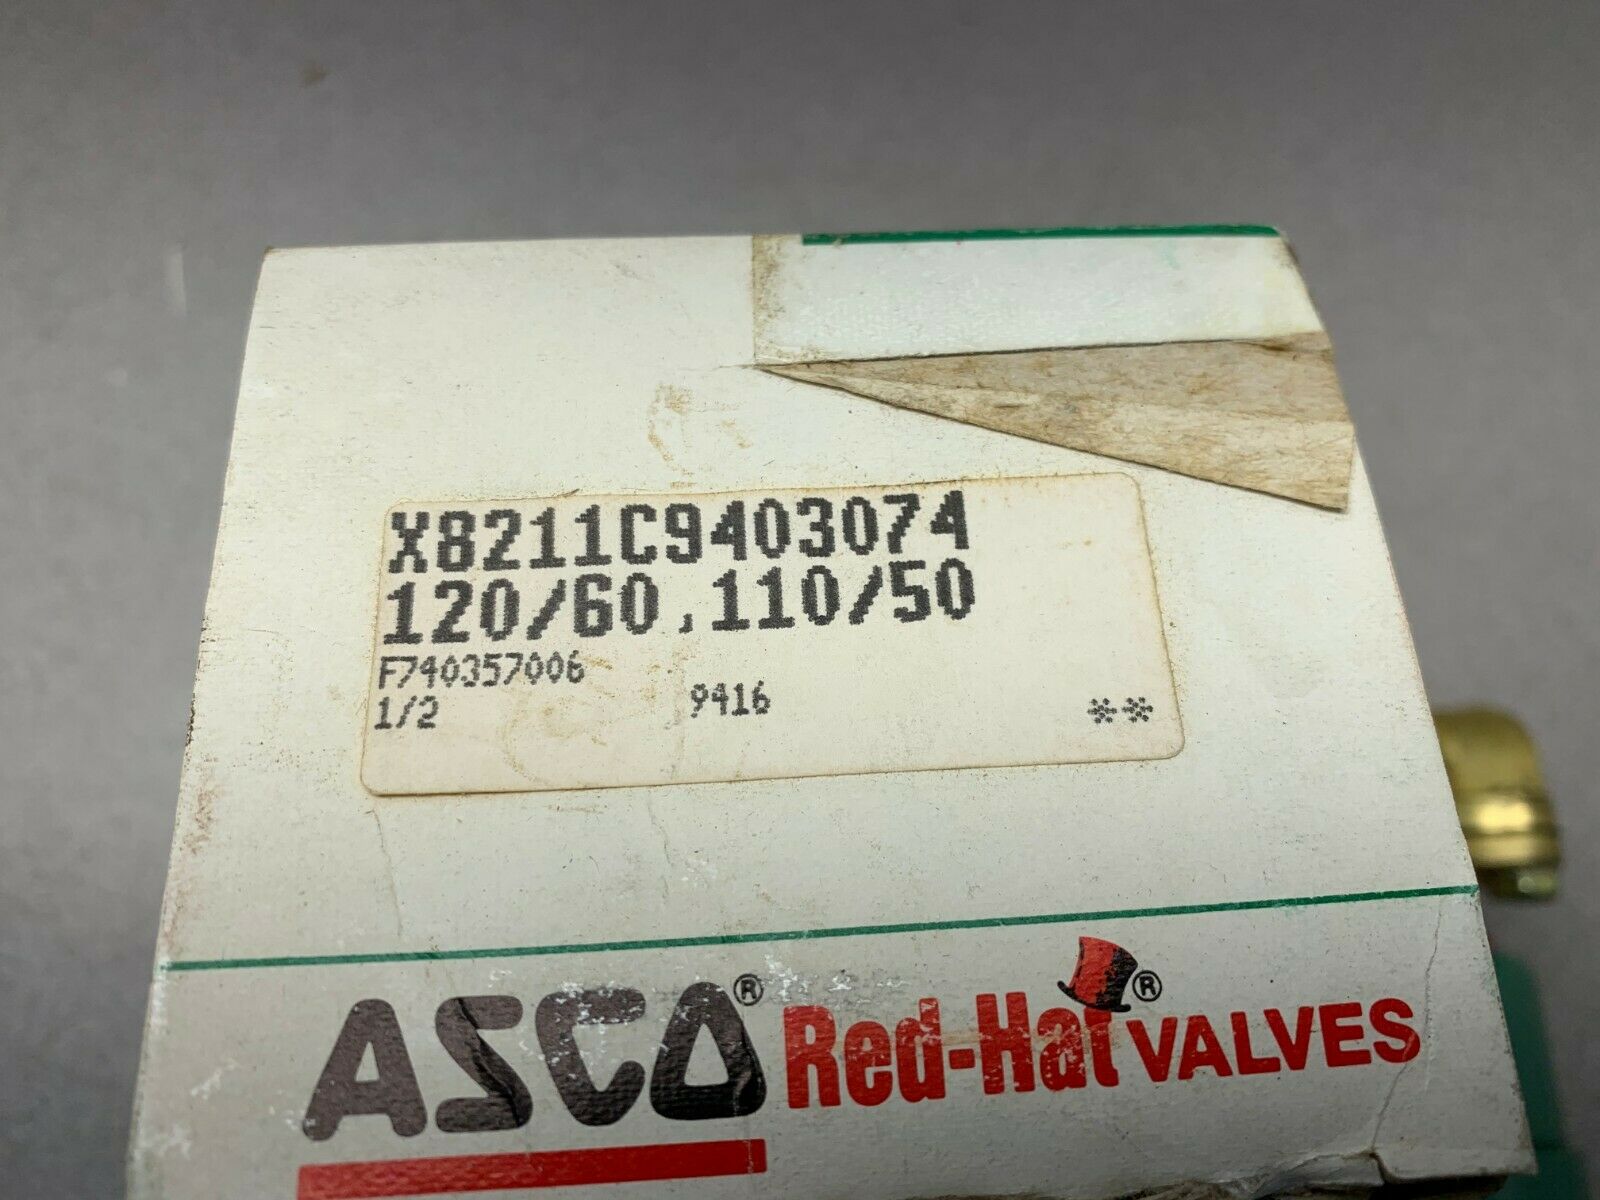 X8211C9403074
120/60,110/50
F740357006
1/2 9416 **
ASCO® Red-Hat® VALVES